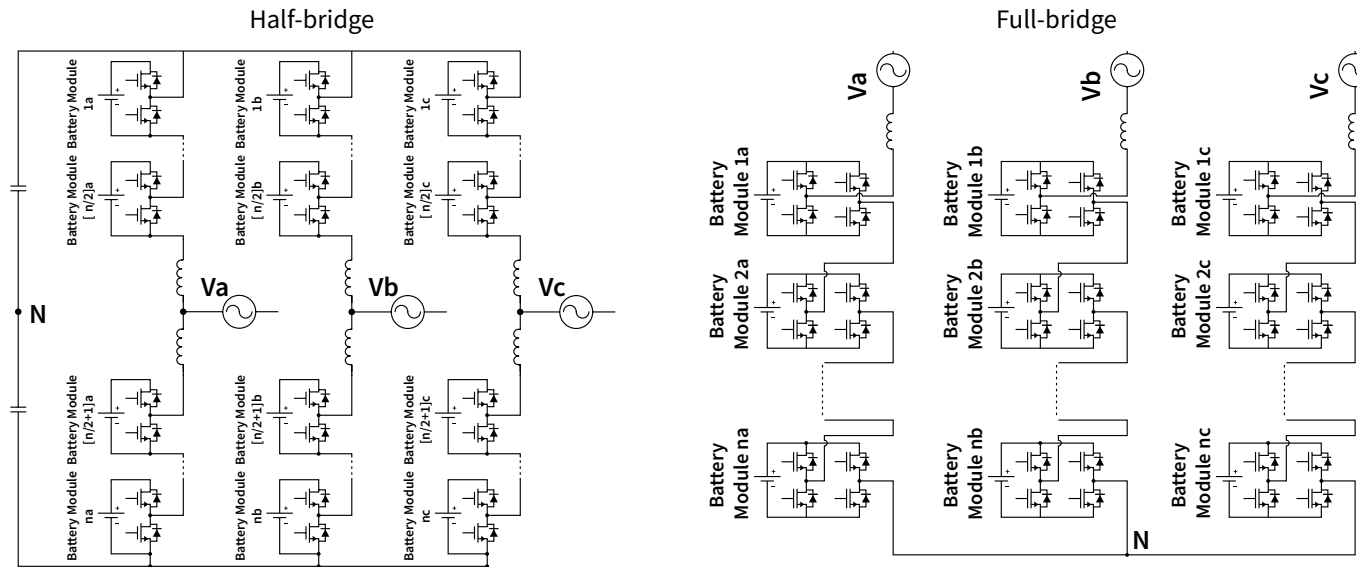 Half-bridge
Full-bridge
Battery Module
1a
Battery Module
1b
Battery Module
1c
Battery Module
[n/2]a
Battery Module
[n/2]b
Battery Module
[n/2]c
Va
Vb
Vc
N
Battery Module
[n/2+1]a
Battery Module
[n/2+1]b
Battery Module
[n/2+1]c
Battery Module
na
Battery Module
nb
Battery Module
nc
Va
Vb
Vc
Battery
Module 1a
Battery
Module 1b
Battery
Module 1c
Battery
Module 2a
Battery
Module 2b
Battery
Module 2c
Battery
Module na
Battery
Module nb
Battery
Module nc
N